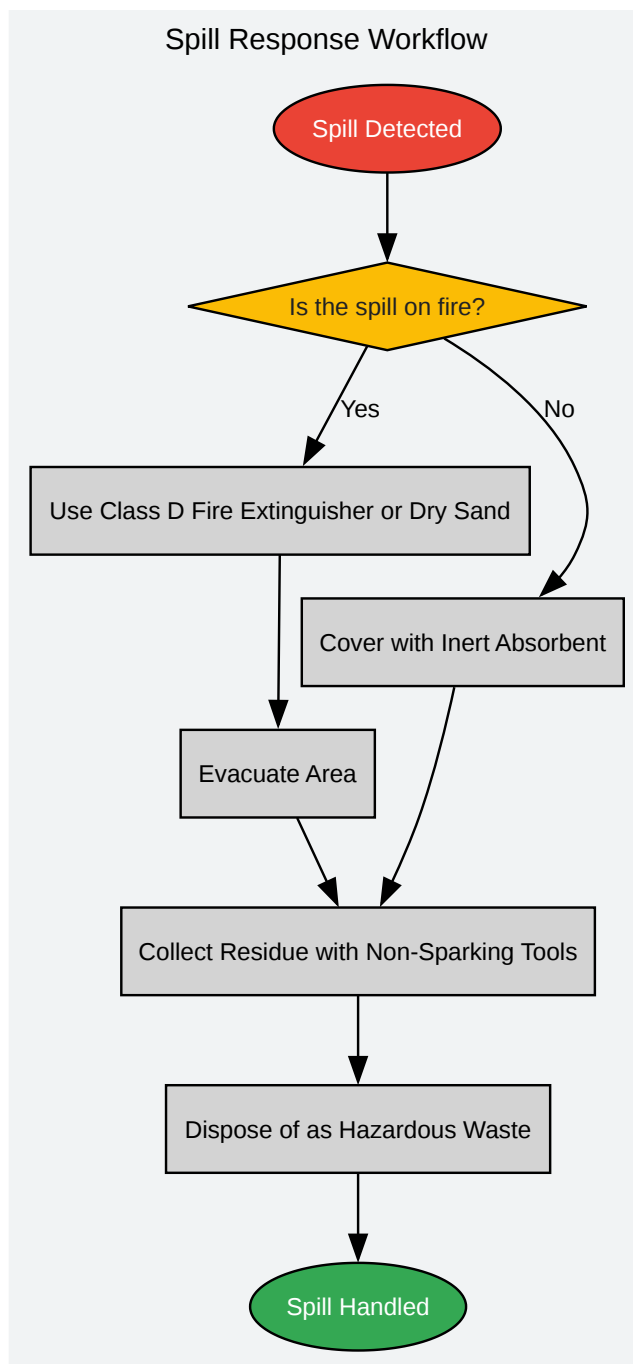 Spill Response Workflow
Spill Detected
Is the spill on fire?
Yes
No
Use Class D Fire Extinguisher or Dry Sand
Cover with Inert Absorbent
Evacuate Area
Collect Residue with Non-Sparking Tools
Dispose of as Hazardous Waste
Spill Handled